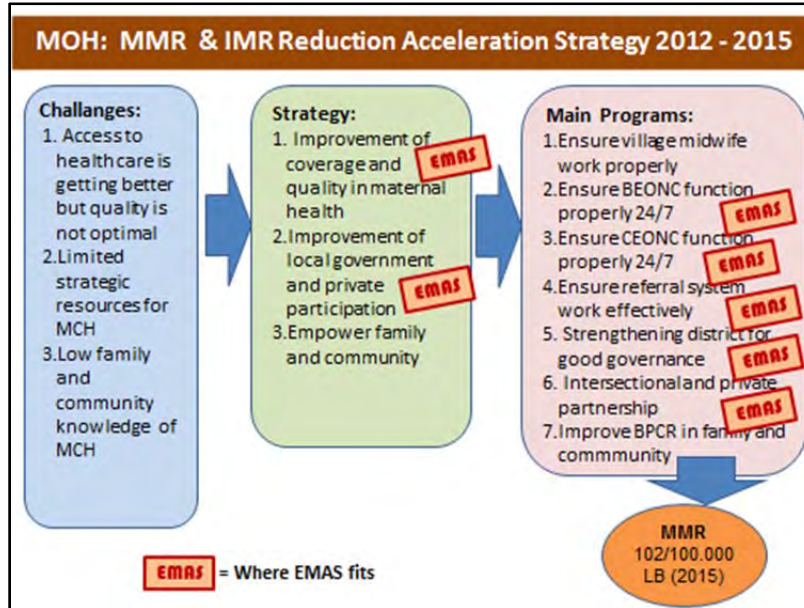 MOH: MMR & IMR Reduction Acceleration Strategy 2012 - 2015
Challanges:
1. Access to
healthcare is
getting better
but quality is
not optimal
2.Limited
strategic
resources for
MCH
3.Low family
and
community
knowledge of
MCH
Strategy:
1. Improvement of
coverage and
quality in maternal
health
EMAS
2.Improvement of
local government
and private
participation
EMAS
3.Empower family
and community
Main Programs:
1.Ensure village midwife
work properly
2.Ensure BEONC function
properly 24/7
EMAS
3.Ensure CEONC function
properly 24/7
EMAS
4.Ensure referral system
work effectively
EMAS
5. Strengthening district for
good governance
EMAS
6. Intersectional and private
partnership
EMAS
7.Improve BPCR in family and
commmunity
MMR
102/100.000
LB (2015)
EMAS = Where EMAS fits